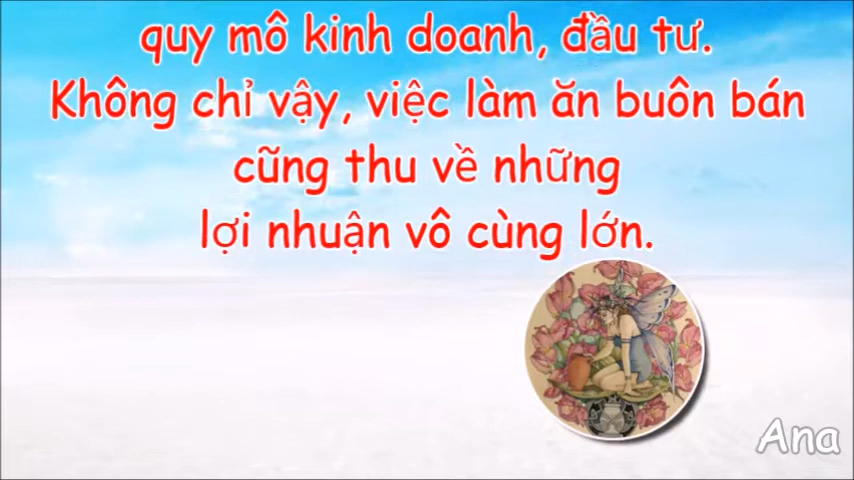 quy mô kinh doanh, đầu tư.
Không chỉ vậy, việc làm ăn buôn bán
cũng thu về những
lợi nhuận vô cùng lớn.
Ana